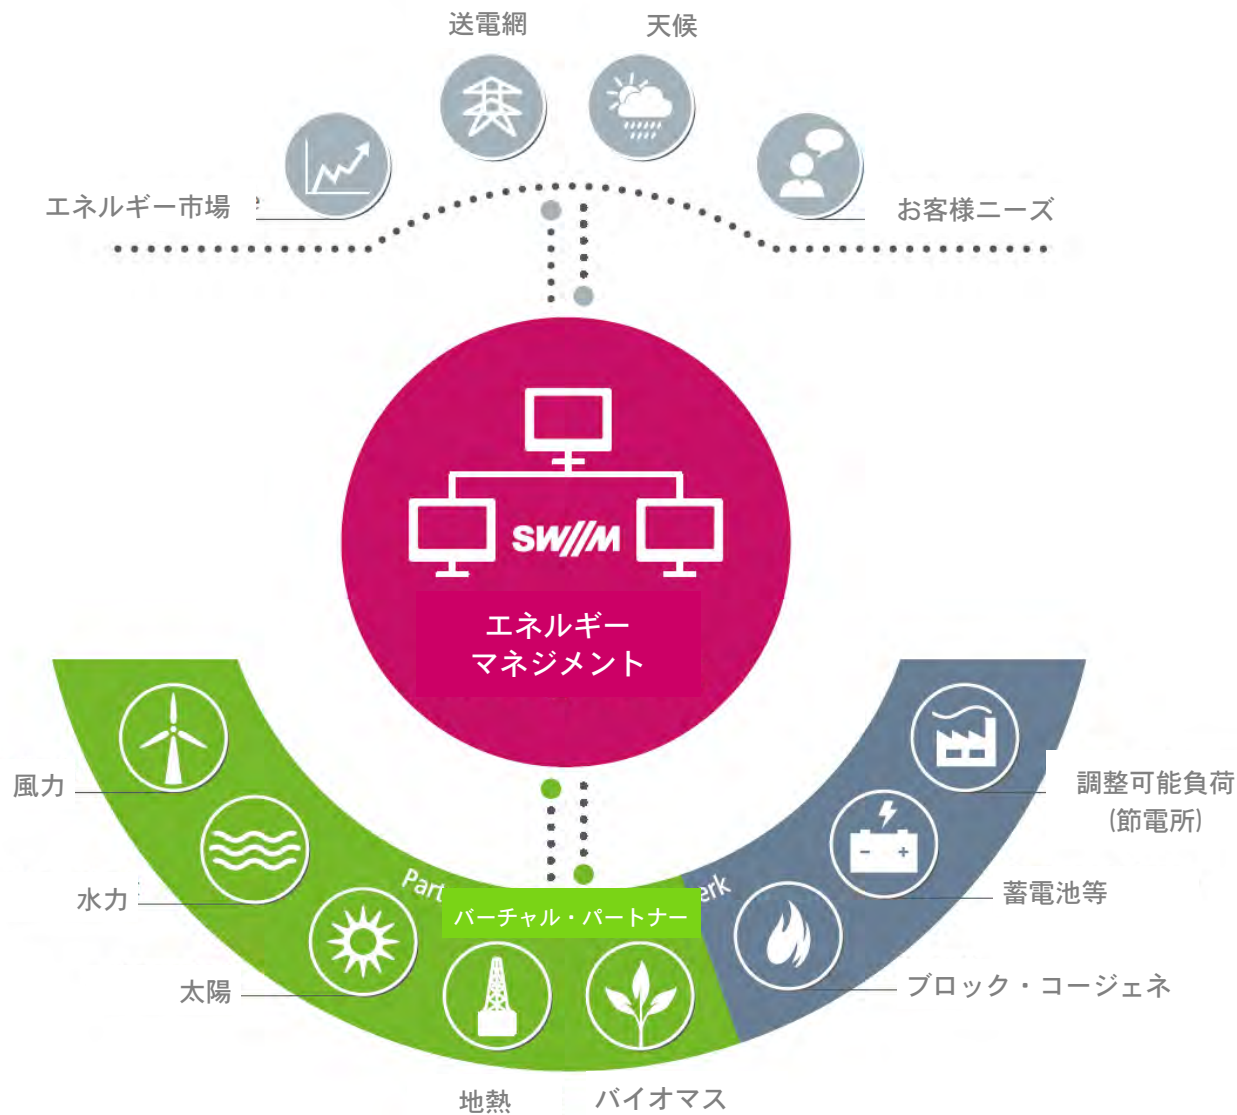 送電網
天候
エネルギー市場
お客様ニーズ
SW//M
エネルギー
マネジメント
風力
水力
太陽
地熱
バイオマス
Part
erk
バーチャル・パートナー
調整可能負荷
(節電所)
蓄電池等
ブロック・コージェネ